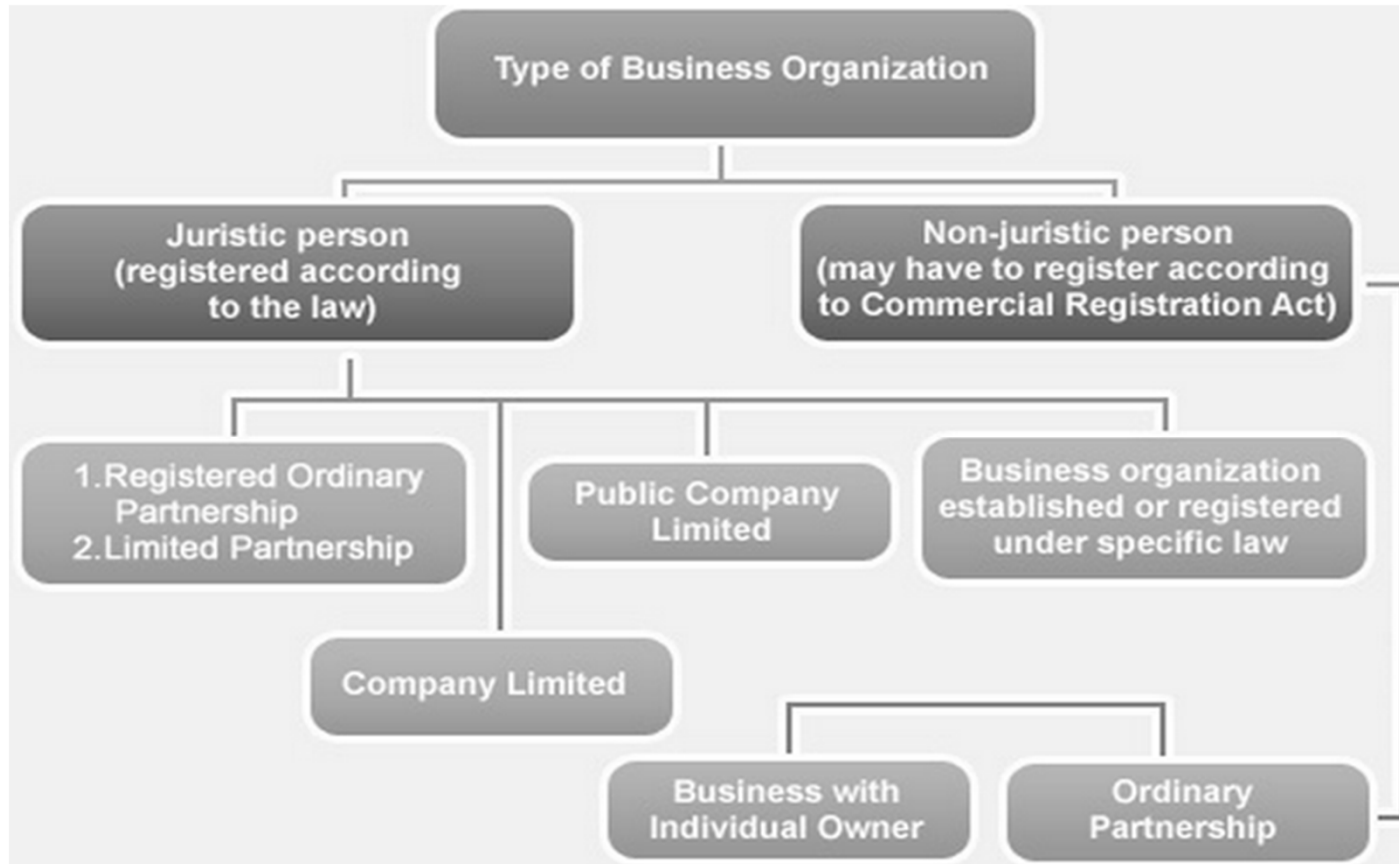 Type of Business Organization
Juristic person
(registered according
to the law)
Non-juristic person
(may have to register according
to Commercial Registration Act)
1.Registered Ordinary
Partnership
2.Limited Partnership
Public Company
Limited
Business organization
established or registered
under specific law
Company Limited
Business with
Individual Owner
Ordinary
Partnership